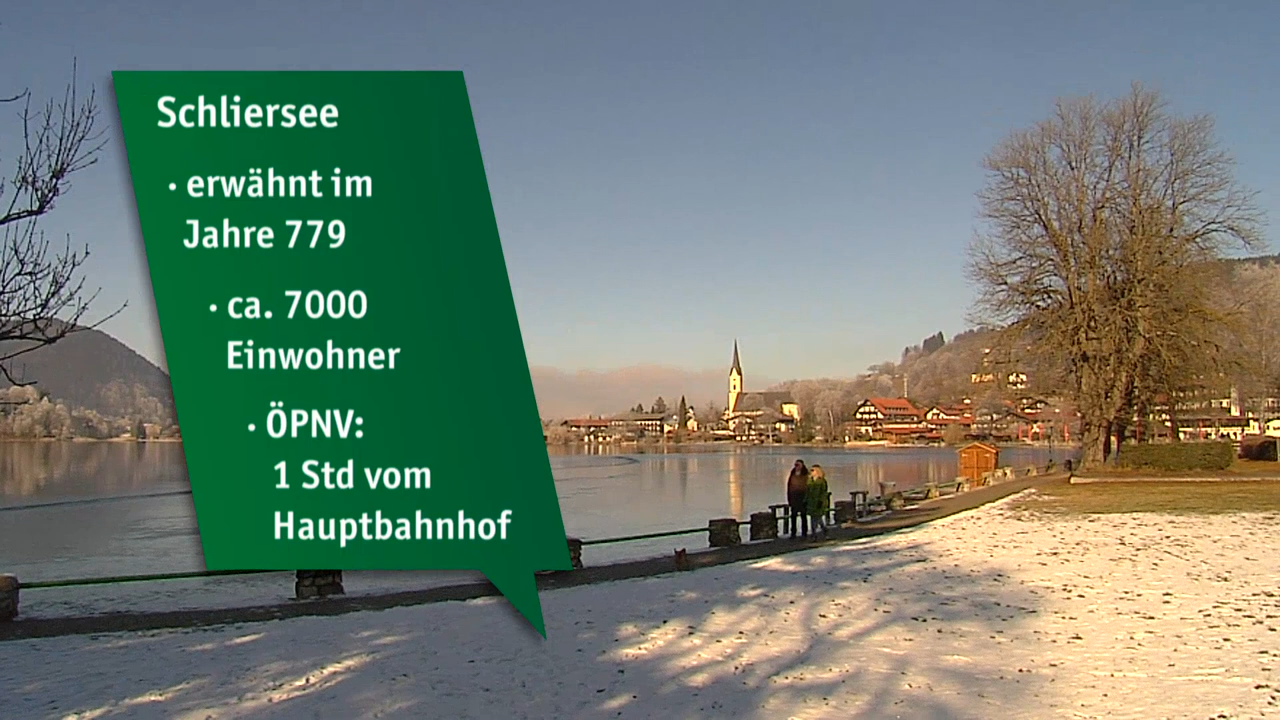 Schliersee
· erwähnt im
Jahre 779
· ca. 7000
Einwohner
· ÖPNV:
1 Std vom
Hauptbahnhof